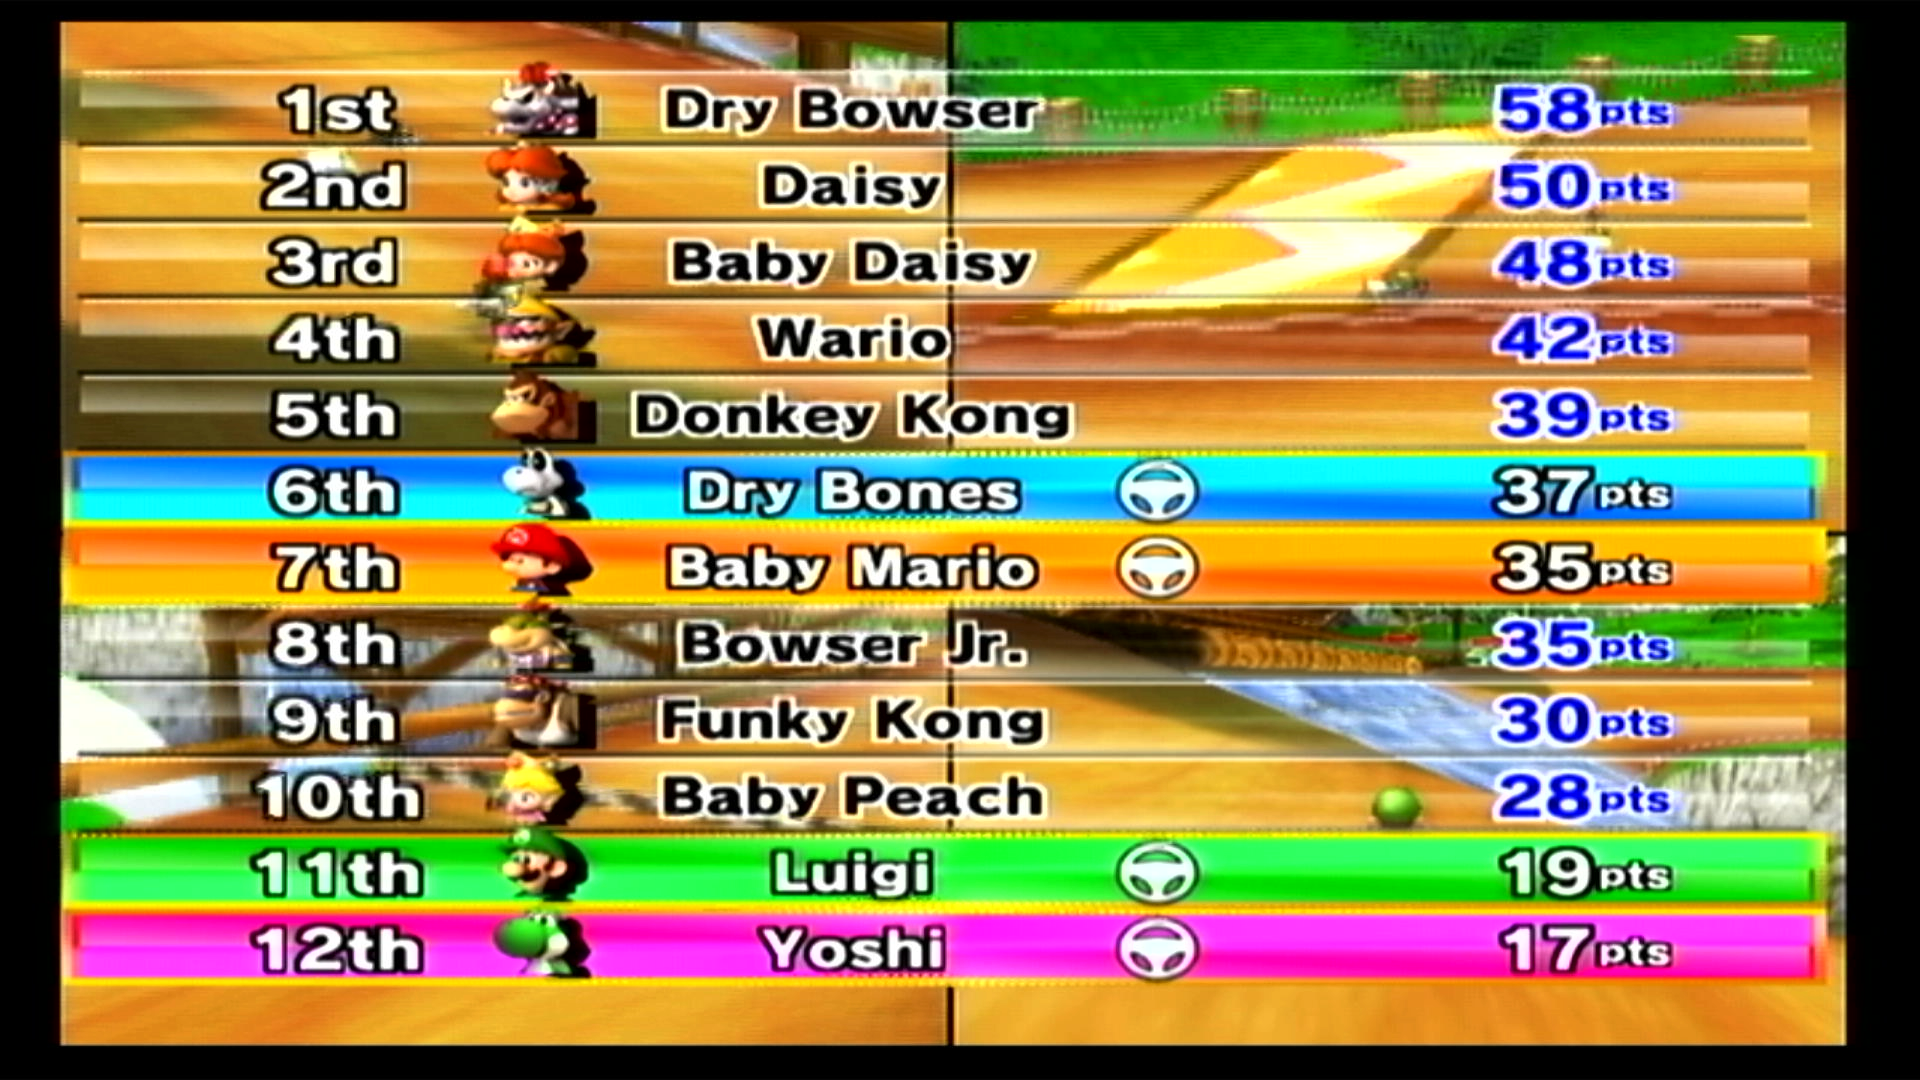 1st Dry Bowser 58pts
2nd Daisy 50pts
3rd Baby Daisy 48pts
4th Wario 42pts
5th Donkey Kong 39pts
6th Dry Bones 37pts
7th Baby Mario 35pts
8th Bowser Jr. 35pts
9th Funky Kong 30pts
10th Baby Peach 28pts
11th Luigi 19pts
12th Yoshi 17pts